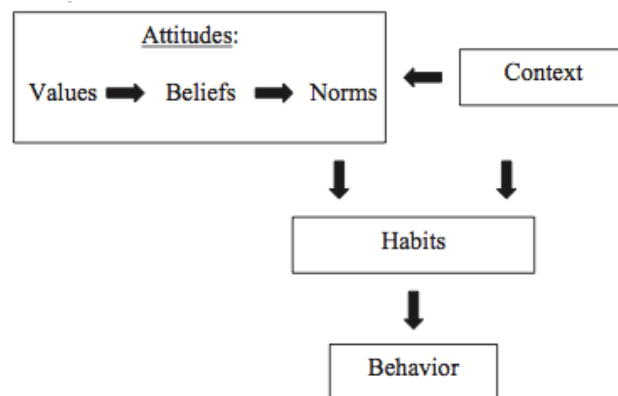 Attitudes:
Values Beliefs Norms
Context
Habits
Behavior